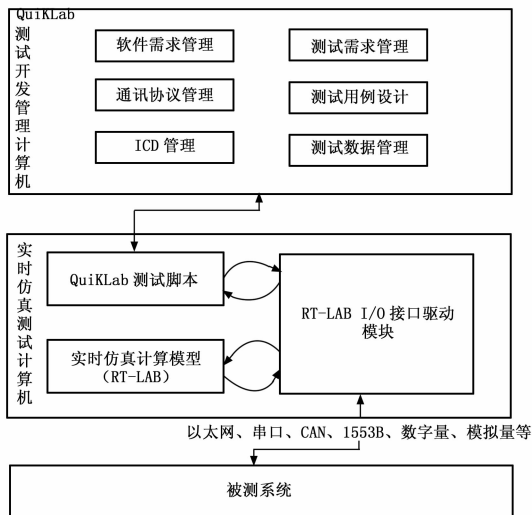 QuiKLab
测试开发管理计算机
软件需求管理
测试需求管理
通讯协议管理
测试用例设计
ICD 管理
测试数据管理
实时仿真测试计算机
QuiKLab 测试脚本
RT-LAB I/O 接口驱动
模块
实时仿真计算模型
（RT-LAB）
以太网、串口、CAN、1553B、数字量、模拟量等
被测系统